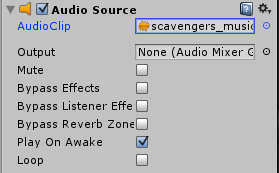 Audio Source
AudioClip scavengers_music
Output None (Audio Mixer G
Mute
Bypass Effects
Bypass Listener Effe
Bypass Reverb Zone
Play On Awake
Loop